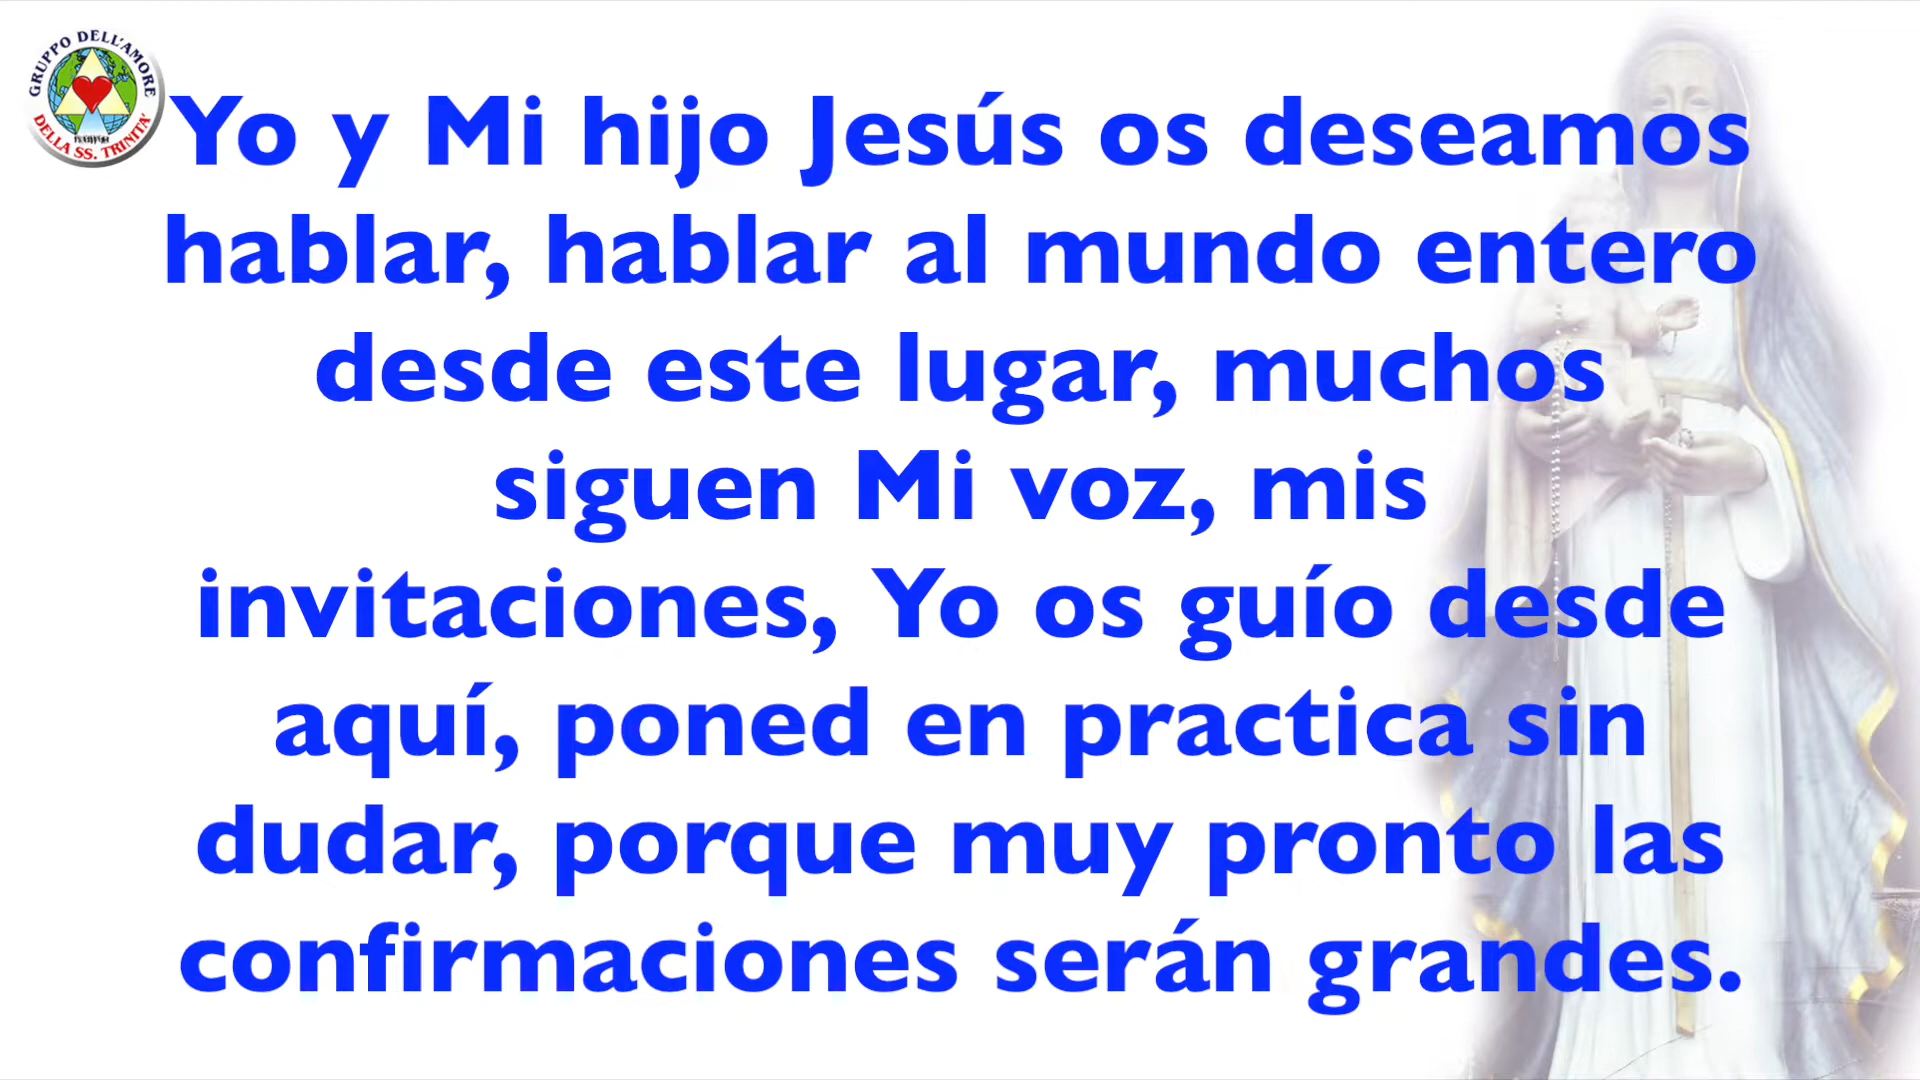 GRUPPO DELL'AMORE
DELLA SS. TRINITA'
Yo y Mi hijo Jesús os deseamos
hablar, hablar al mundo entero
desde este lugar, muchos
siguen Mi voz, mis
invitaciones, Yo os guío desde
aquí, poned en practica sin
dudar, porque muy pronto las
confirmaciones serán grandes.